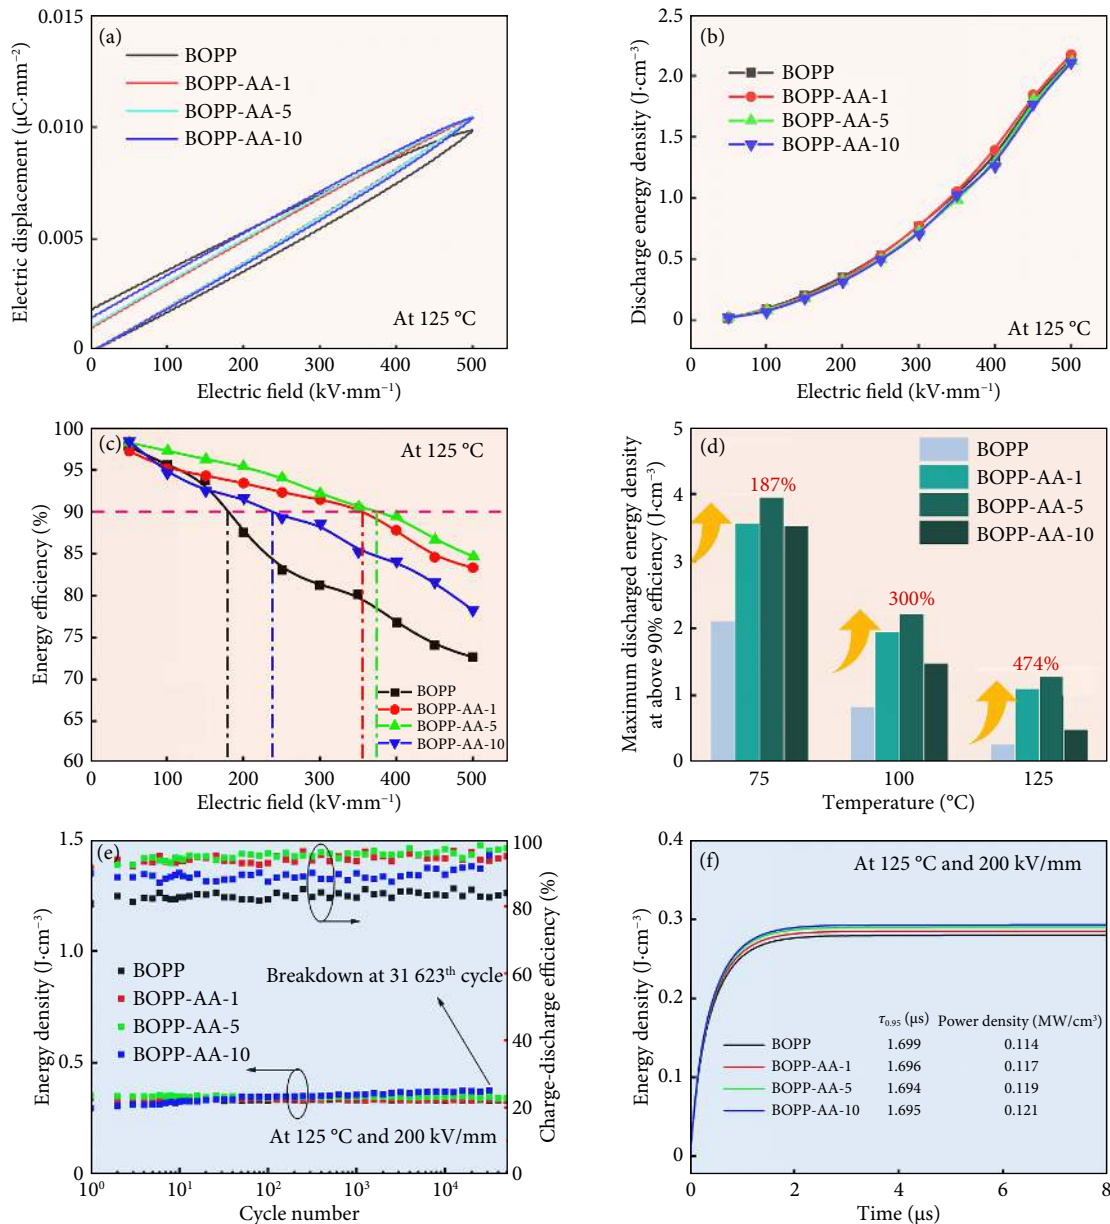 (a)
BOPP
BOPP-AA-1
BOPP-AA-5
BOPP-AA-10
At 125 °C
0.015
0.010
0.005
0
0 100 200 300 400 500
Electric displacement (μC·mm⁻²)
Electric field (kV·mm⁻¹)
(b)
BOPP
BOPP-AA-1
BOPP-AA-5
BOPP-AA-10
At 125 °C
2.5
2.0
1.5
1.0
0.5
0
0 100 200 300 400 500
Discharge energy density (J·cm⁻³)
Electric field (kV·mm⁻¹)
(c)
At 125 °C
BOPP
BOPP-AA-1
BOPP-AA-5
BOPP-AA-10
100
95
90
85
80
75
70
65
60
0 100 200 300 400 500
Energy efficiency (%)
Electric field (kV·mm⁻¹)
(d)
BOPP
BOPP-AA-1
BOPP-AA-5
BOPP-AA-10
187%
300%
474%
5
4
3
2
1
0
75 100 125
Maximum discharged energy density
at above 90% efficiency (J·cm⁻³)
Temperature (°C)
(e)
BOPP
BOPP-AA-1
BOPP-AA-5
BOPP-AA-10
Breakdown at 31 623ᵗʰ cycle
At 125 °C and 200 kV/mm
1.5
1.0
0.5
0
100
80
60
40
20
0
10⁰ 10¹ 10² 10³ 10⁴
Energy density (J·cm⁻³)
Charge-discharge efficiency (%)
Cycle number
(f)
At 125 °C and 200 kV/mm
τ₀.₉₅ (μs) Power density (MW/cm³)
BOPP 1.699 0.114
BOPP-AA-1 1.696 0.117
BOPP-AA-5 1.694 0.119
BOPP-AA-10 1.695 0.121
0.4
0.3
0.2
0.1
0
0 2 4 6 8
Energy density (J·cm⁻³)
Time (μs)